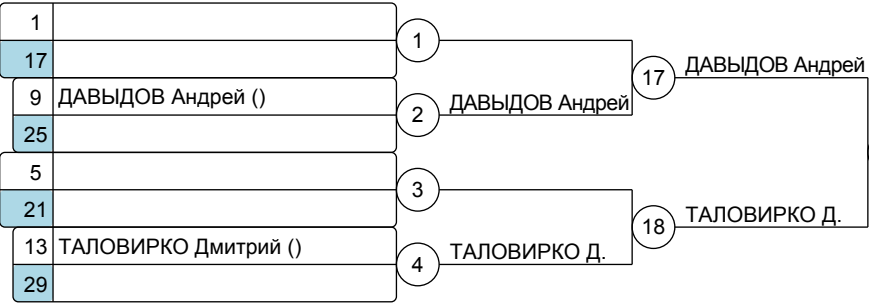 1
17
1
9 ДАВЫДОВ Андрей ()
25
2
ДАВЫДОВ Андрей
17
ДАВЫДОВ Андрей
5
21
3
13 ТАЛОВИРКО Дмитрий ()
29
4
ТАЛОВИРКО Д.
18
ТАЛОВИРКО Д.